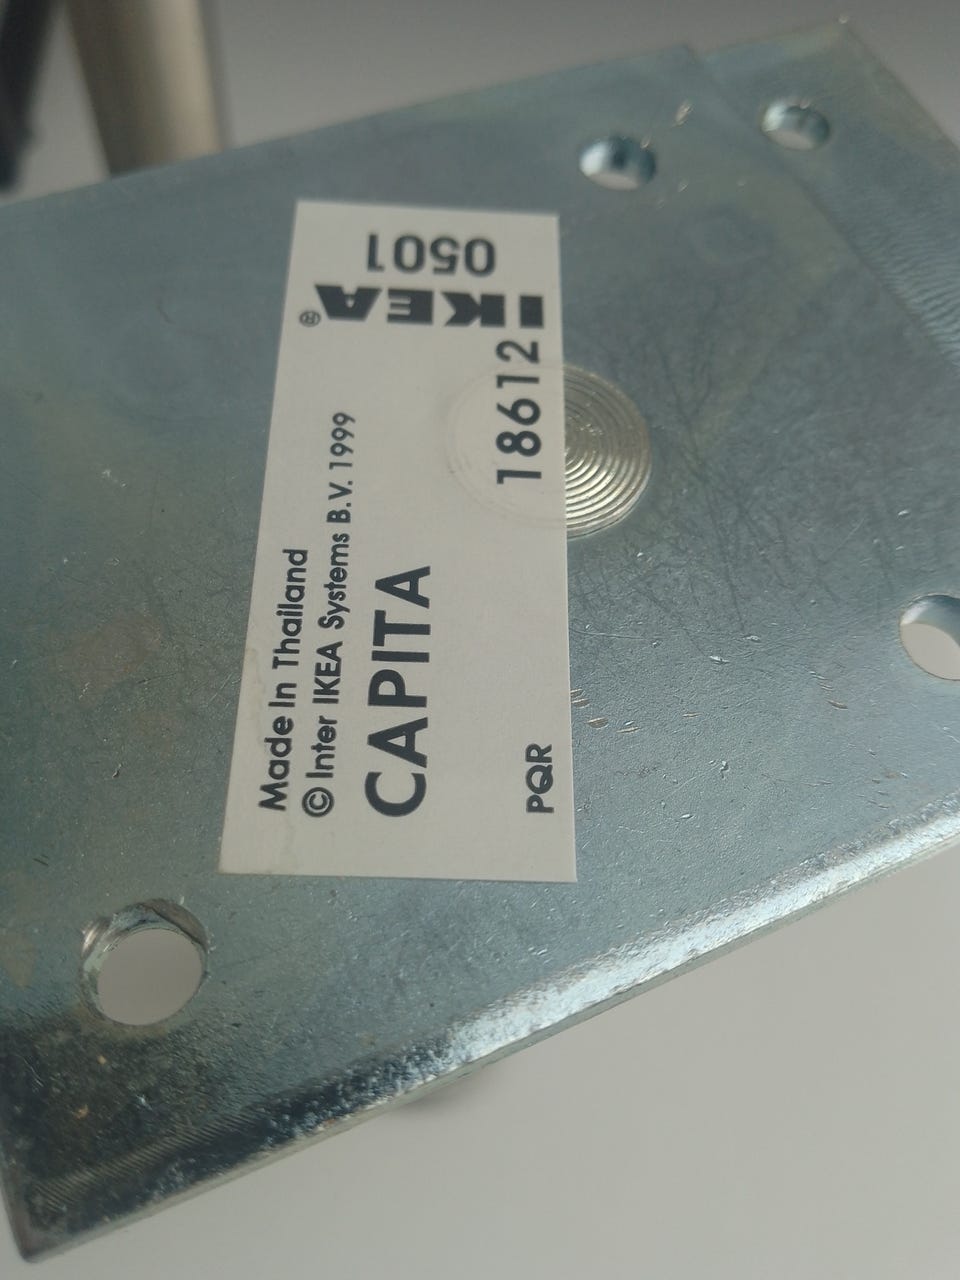 Made In Thailand
© Inter IKEA Systems B.V. 1999
CAPITA
PQR
18612
IKEA®
0501